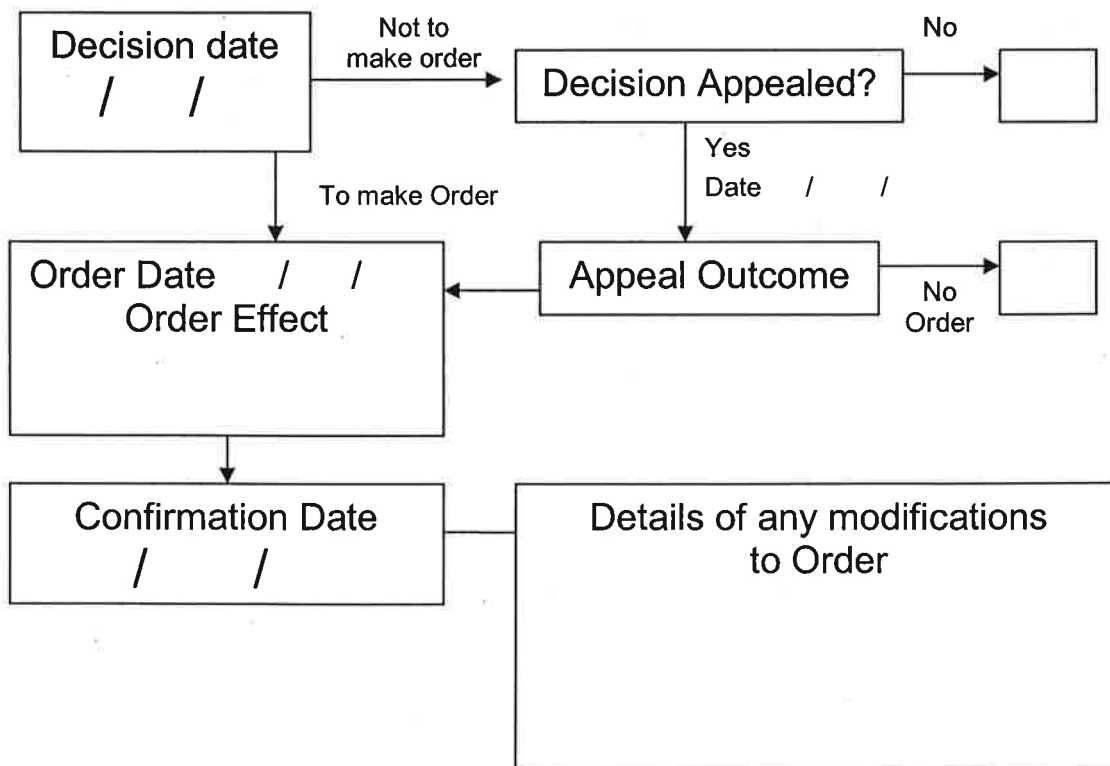 Decision date
/ /
Not to
make order
Decision Appealed?
No
Yes
Date / /
To make Order
Order Date / /
Order Effect
Appeal Outcome
No
Order
Confirmation Date
/ /
Details of any modifications
to Order